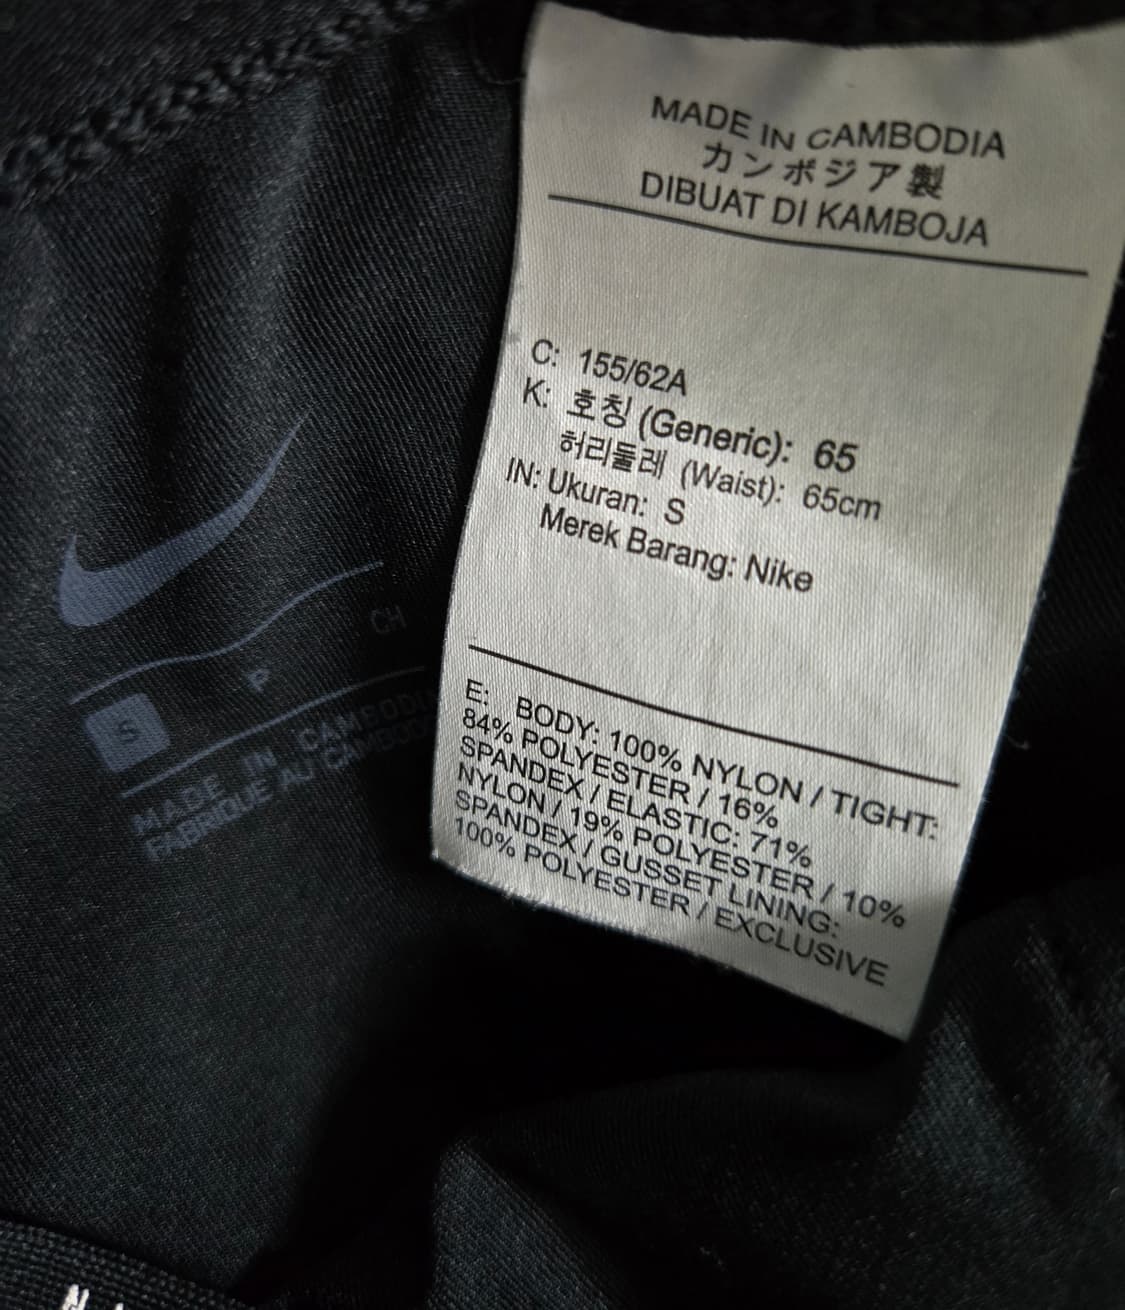 MADE IN CAMBODIA
カンボジア製
DIBUAT DI KAMBOJA
C: 155/62A
K: 호칭 (Generic): 65
허리둘레 (Waist): 65cm
IN: Ukuran: S
Merek Barang: Nike
E: BODY: 100% NYLON / TIGHT:
84% POLYESTER / 16%
SPANDEX / ELASTIC: 71%
NYLON / 19% POLYESTER / 10%
SPANDEX / GUSSET LINING:
100% POLYESTER / EXCLUSIVE
S P CH
MADE IN CAMBODI
FABRIQUE AU CAMBOD